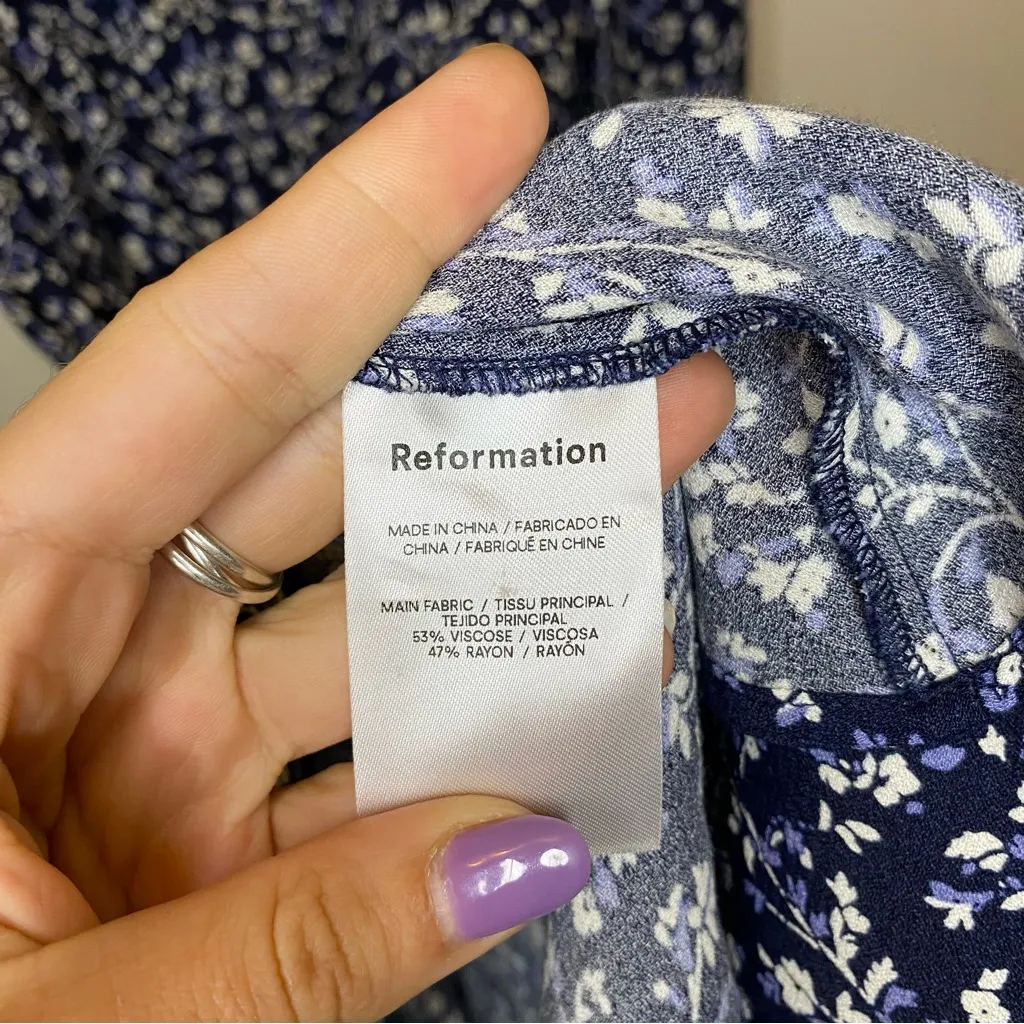 Reformation
MADE IN CHINA / FABRICADO EN
CHINA / FABRIQUÉ EN CHINE
MAIN FABRIC / TISSU PRINCIPAL /
TEJIDO PRINCIPAL
53% VISCOSE / VISCOSA
47% RAYON / RAYÓN